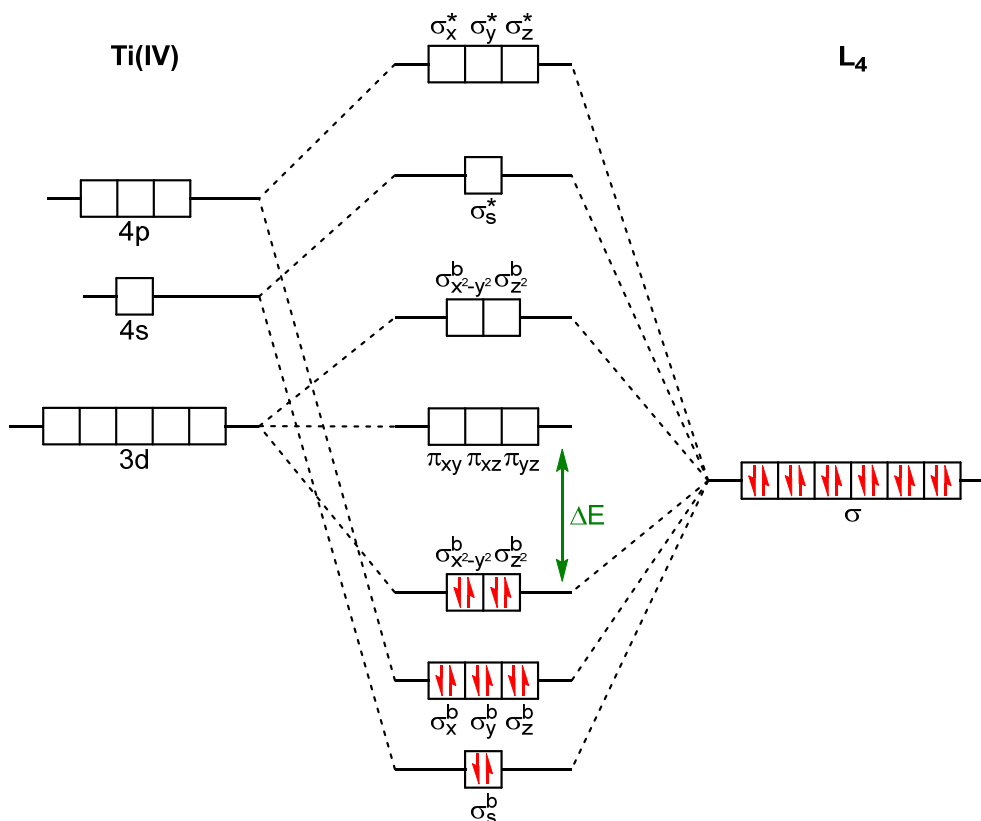 σ*x σ*y σ*z
Ti(IV)
L4
σ*s
4p
σbx2-y2 σbz2
4s
3d
πxy πxz πyz
ΔE
σ
σbx2-y2 σbz2
σbx σby σbz
σbs